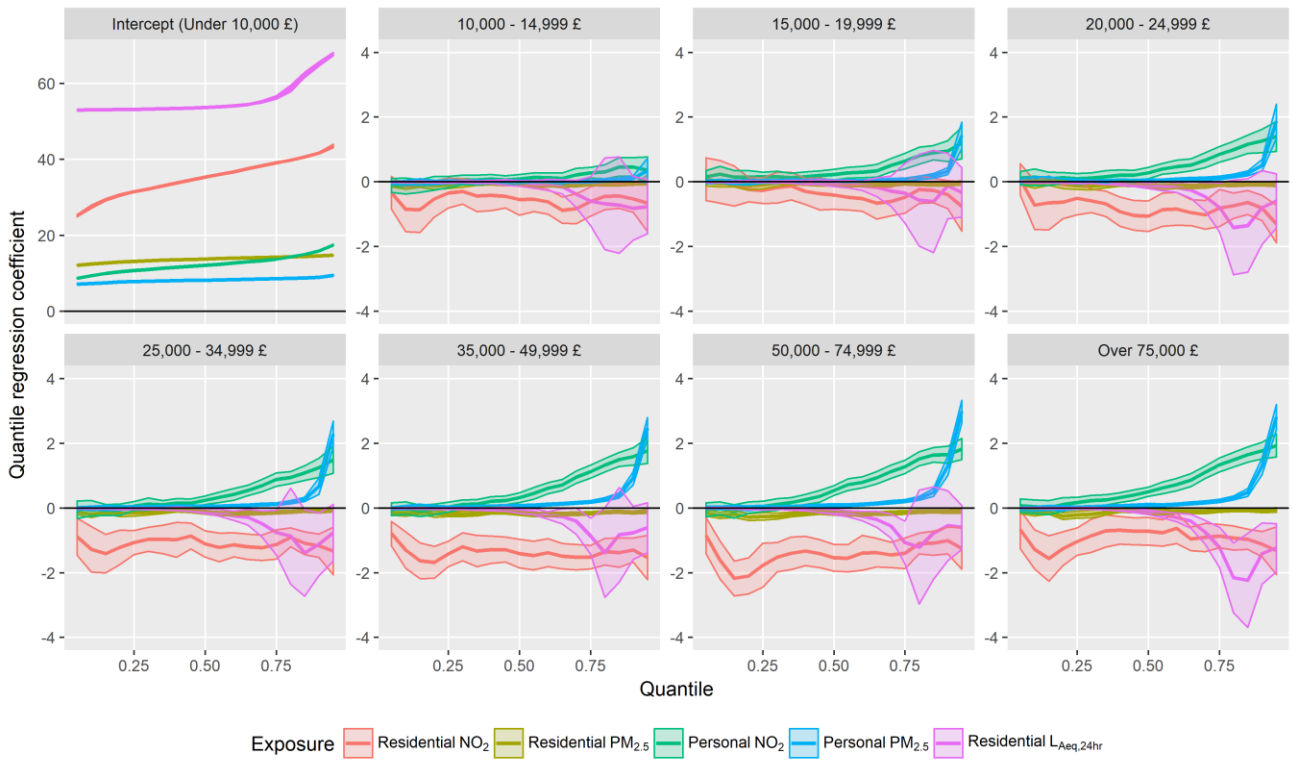 Intercept (Under 10,000 £)
10,000 - 14,999 £
15,000 - 19,999 £
20,000 - 24,999 £
60
40
20
0
4
2
0
-2
-4
4
2
0
-2
-4
4
2
0
-2
-4
Quantile regression coefficient
25,000 - 34,999 £
35,000 - 49,999 £
50,000 - 74,999 £
Over 75,000 £
4
2
0
-2
-4
4
2
0
-2
-4
4
2
0
-2
-4
4
2
0
-2
-4
0.25 0.50 0.75
0.25 0.50 0.75
0.25 0.50 0.75
0.25 0.50 0.75
Quantile
Exposure Residential NO₂ Residential PM₂.₅ Personal NO₂ Personal PM₂.₅ Residential L_Aeq,24hr